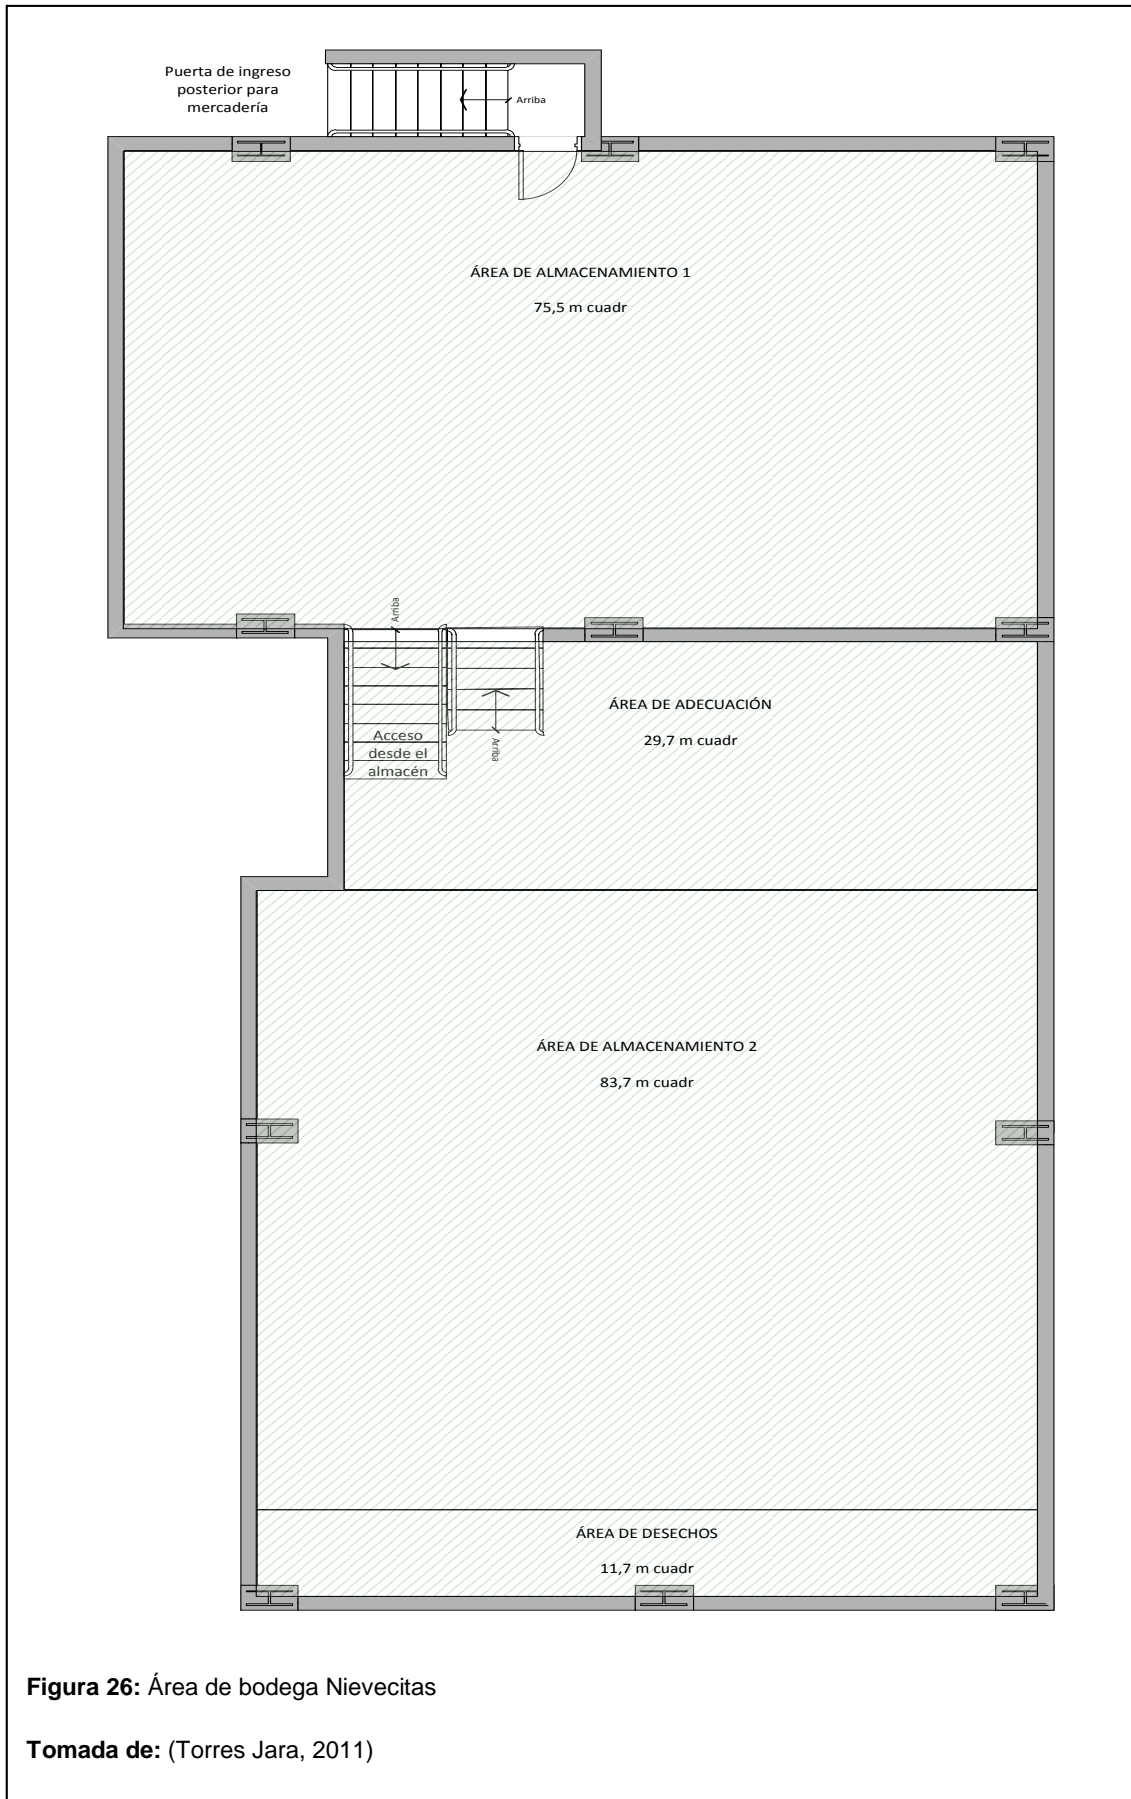 Puerta de ingreso
posterior para
mercadería
Arriba
ÁREA DE ALMACENAMIENTO 1
75,5 m cuadr
Arriba
ÁREA DE ADECUACIÓN
29,7 m cuadr
Acceso
desde el
almacén
Arriba
ÁREA DE ALMACENAMIENTO 2
83,7 m cuadr
ÁREA DE DESECHOS
11,7 m cuadr
Figura 26: Área de bodega Nievecitas
Tomada de: (Torres Jara, 2011)